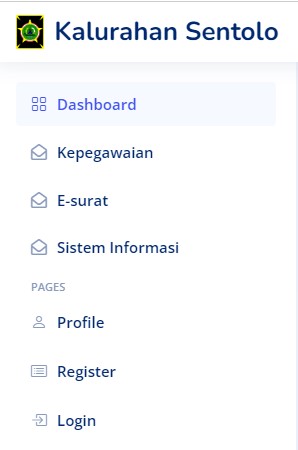 Kalurahan Sentolo
Dashboard
Kepegawaian
E-surat
Sistem Informasi
PAGES
Profile
Register
Login